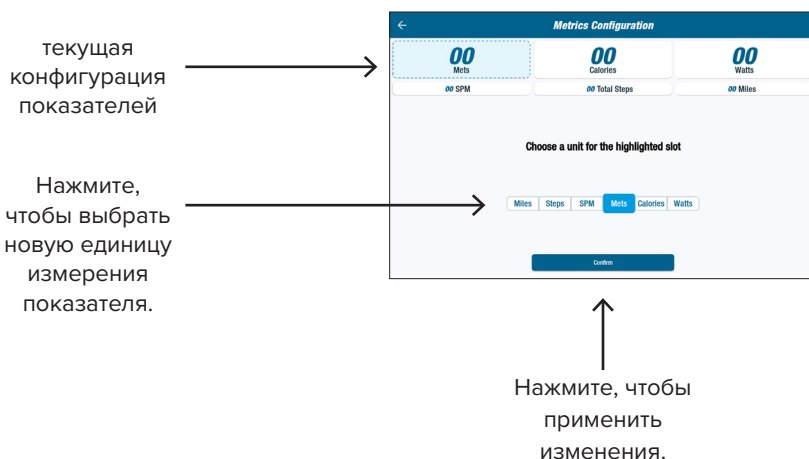 текущая
конфигурация
показателей
Нажмите,
чтобы выбрать
новую единицу
измерения
показателя.
Metrics Configuration
00 00 00
Mets Calories Watts
00 SPM 00 Total Steps 00 Miles
Choose a unit for the highlighted slot
Miles Steps SPM Mets Calories Watts
Confirm
Нажмите, чтобы
применить
изменения.